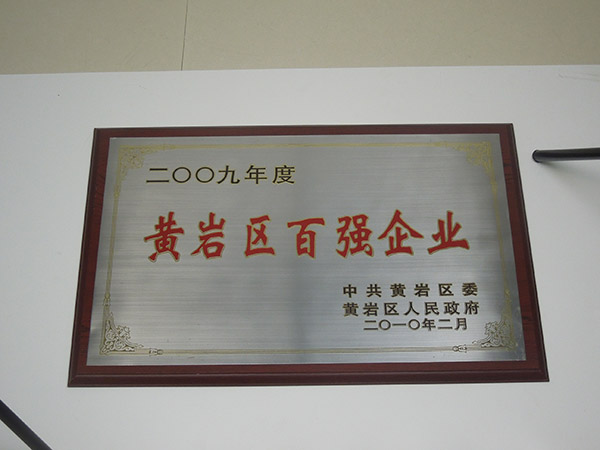 二〇〇九年度
黄岩区百强企业
中共黄岩区委
黄岩区人民政府
二〇一〇年二月